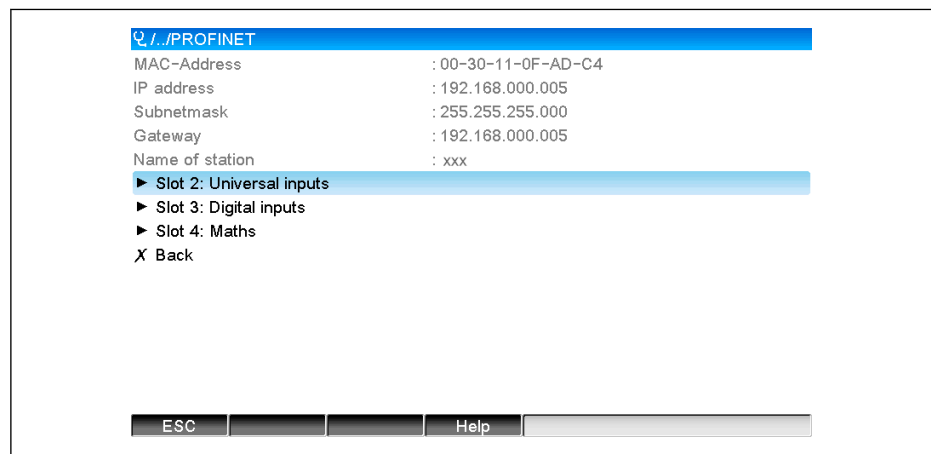 /../PROFINET
MAC-Address : 00-30-11-0F-AD-C4
IP address : 192.168.000.005
Subnetmask : 255.255.255.000
Gateway : 192.168.000.005
Name of station : xxx
► Slot 2: Universal inputs
► Slot 3: Digital inputs
► Slot 4: Maths
X Back
ESC Help